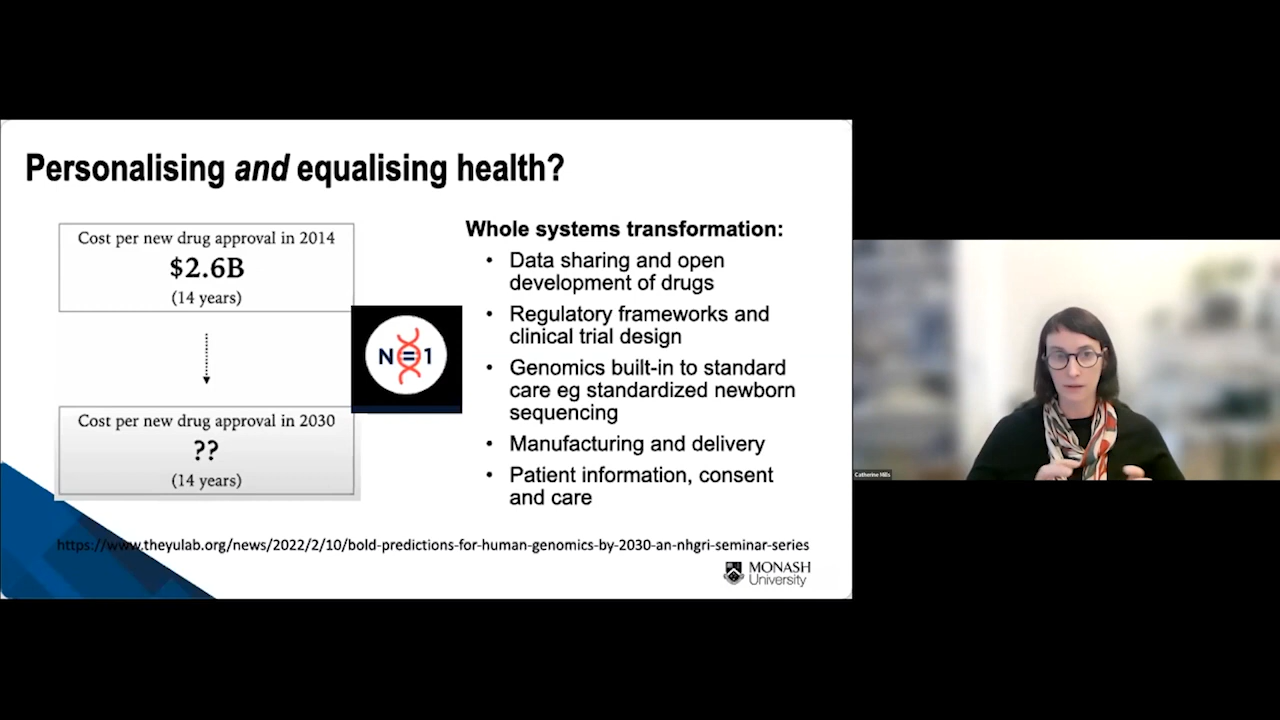 Personalising and equalising health?
Cost per new drug approval in 2014
$2.6B
(14 years)
N=1
Cost per new drug approval in 2030
??
(14 years)
Whole systems transformation:
• Data sharing and open
development of drugs
• Regulatory frameworks and
clinical trial design
• Genomics built-in to standard
care eg standardized newborn
sequencing
• Manufacturing and delivery
• Patient information, consent
and care
https://www.theyulab.org/news/2022/2/10/bold-predictions-for-human-genomics-by-2030-an-nhgri-seminar-series
MONASH
University
Catherine Mills